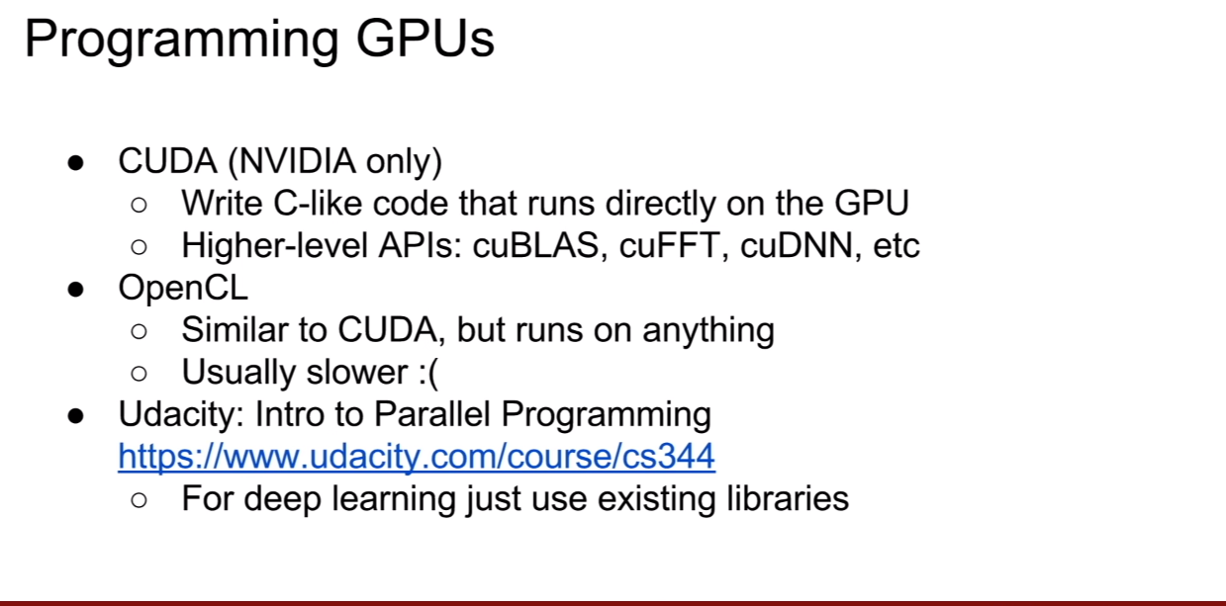 Programming GPUs
● CUDA (NVIDIA only)
○ Write C-like code that runs directly on the GPU
○ Higher-level APIs: cuBLAS, cuFFT, cuDNN, etc
● OpenCL
○ Similar to CUDA, but runs on anything
○ Usually slower :(
● Udacity: Intro to Parallel Programming
https://www.udacity.com/course/cs344
○ For deep learning just use existing libraries